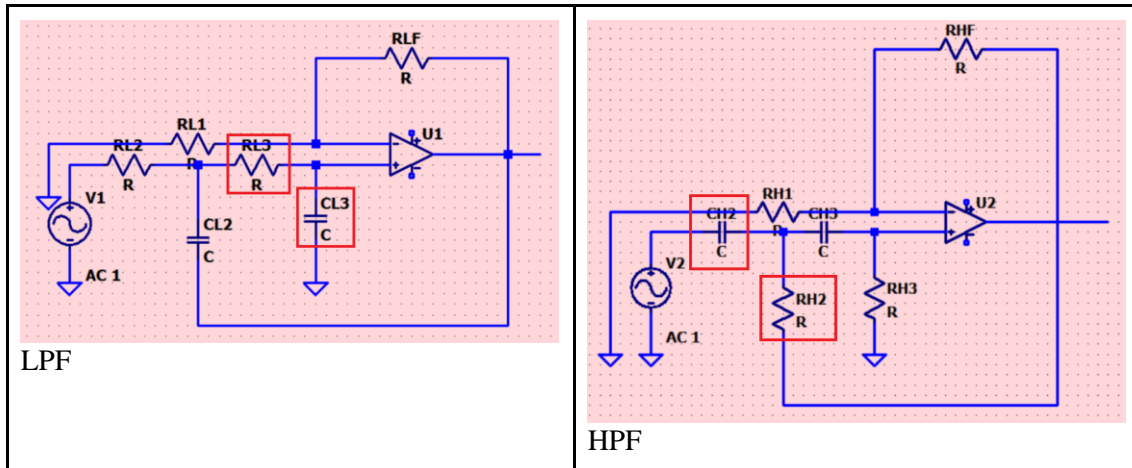 RLF
R
U1
RL1
R
RL2
R
RL3
R
V1
CL2
C
CL3
C
AC 1
LPF
RHF
R
U2
RH1
R
CH2
C
CH3
C
V2
RH2
R
RH3
R
AC 1
HPF